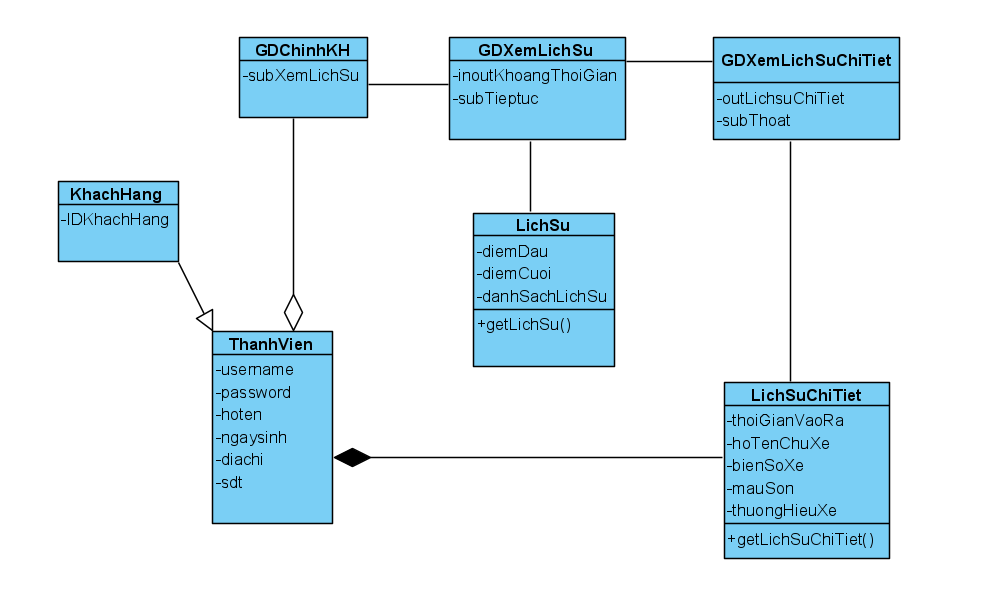 GDChinhKH
-subXemLichSu
GDXemLichSu
-inoutKhoangThoiGian
-subTieptuc
GDXemLichSuChiTiet
-outLichsuChiTiet
-subThoat
KhachHang
-IDKhachHang
LichSu
-diemDau
-diemCuoi
-danhSachLichSu
+getLichSu()
ThanhVien
-username
-password
-hoten
-ngaysinh
-diachi
-sdt
LichSuChiTiet
-thoiGianVaoRa
-hoTenChuXe
-bienSoXe
-mauSon
-thuongHieuXe
+getLichSuChiTiet()